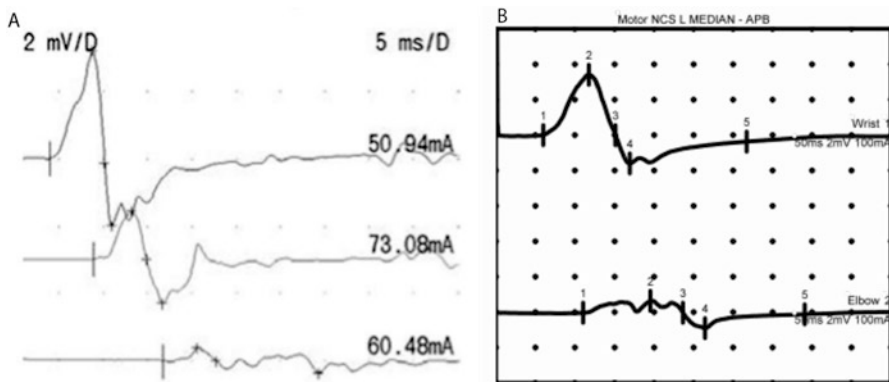 A
2 mV/D
5 ms/D
50.94mA
73.08mA
60.48mA
B
Motor NCS L MEDIAN - APB
2
1
3
4
5
Wrist 1
50ms 2mV 100mA
1
2
3
4
5
Elbow 2
50ms 2mV 100mA